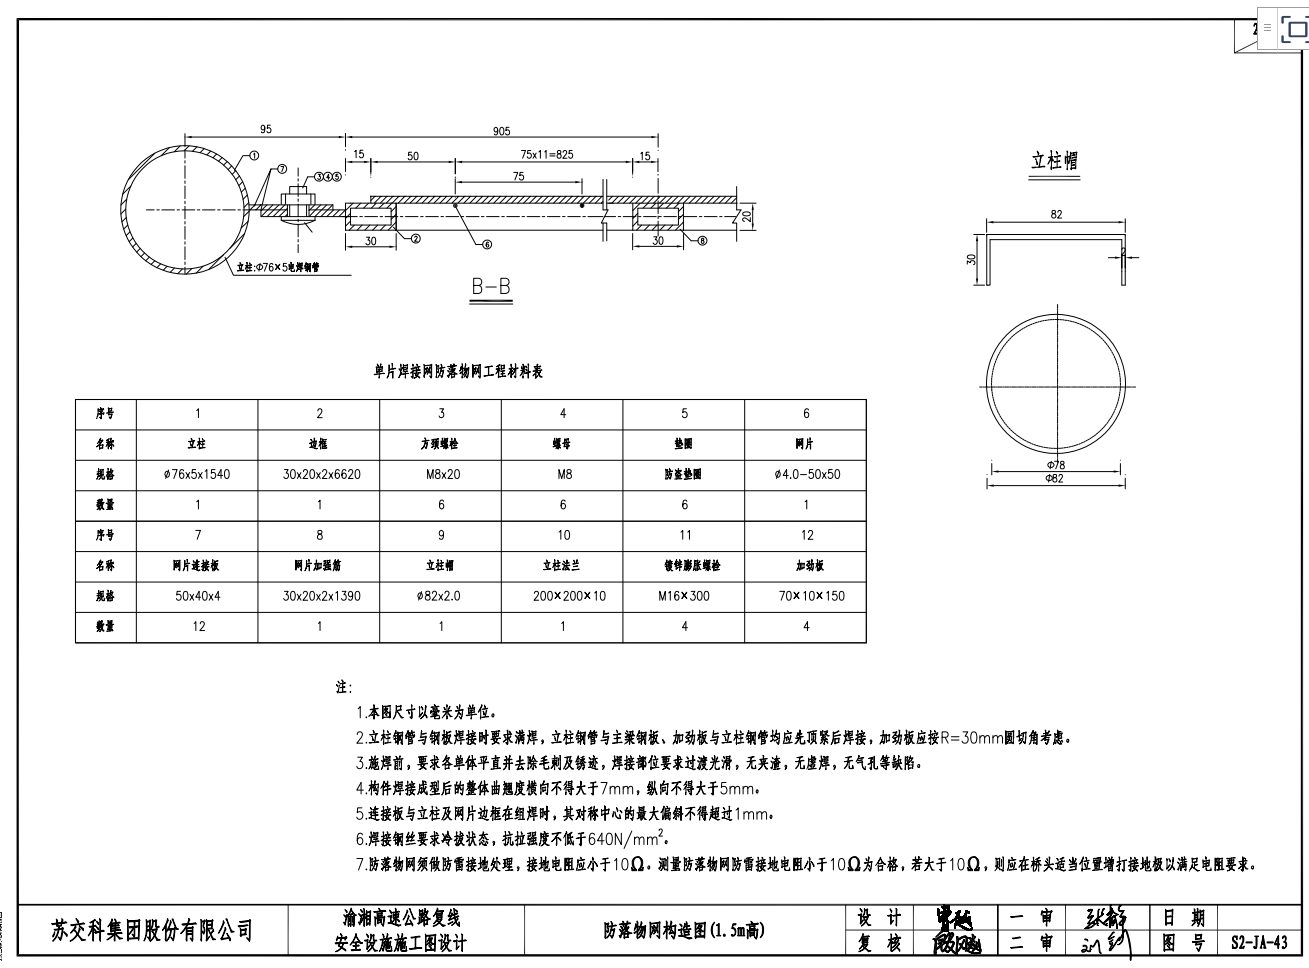 2
95
905
15
50
75x11=825
15
75
①
⑦
③④⑤
20
30
②
⑥
30
⑧
立柱:Φ76×5电焊钢管
B-B
立柱帽
82
30
2
Φ78
Φ82
单片焊接网防落物网工程材料表
序号 1 2 3 4 5 6
名称 立柱 边框 方颈螺栓 螺母 垫圈 网片
规格 φ76x5x1540 30x20x2x6620 M8x20 M8 防盗垫圈 φ4.0-50x50
数量 1 1 6 6 6 1
序号 7 8 9 10 11 12
名称 网片连接板 网片加强筋 立柱帽 立柱法兰 镀锌膨胀螺栓 加劲板
规格 50x40x4 30x20x2x1390 φ82x2.0 200×200×10 M16×300 70×10×150
数量 12 1 1 1 4 4
注:
1.本图尺寸以毫米为单位。
2.立柱钢管与钢板焊接时要求满焊，立柱钢管与主梁钢板、加劲板与立柱钢管均应先顶紧后焊接，加劲板应按R=30mm圆切角考虑。
3.施焊前，要求各单体平直并去除毛刺及锈迹，焊接部位要求过渡光滑，无夹渣，无虚焊，无气孔等缺陷。
4.构件焊接成型后的整体曲翘度横向不得大于7mm，纵向不得大于5mm。
5.连接板与立柱及网片边框在组焊时，其对称中心的最大偏斜不得超过1mm。
6.焊接钢丝要求冷拔状态，抗拉强度不低于640N/mm²。
7.防落物网须做防雷接地处理，接地电阻应小于10Ω。测量防落物网防雷接地电阻小于10Ω为合格，若大于10Ω，则应在桥头适当位置增打接地极以满足电阻要求。
苏交科集团股份有限公司
渝湘高速公路复线
安全设施施工图设计
防落物网构造图(1.5m高)
设计 一审 日期
复核 二审 图号 S2-JA-43